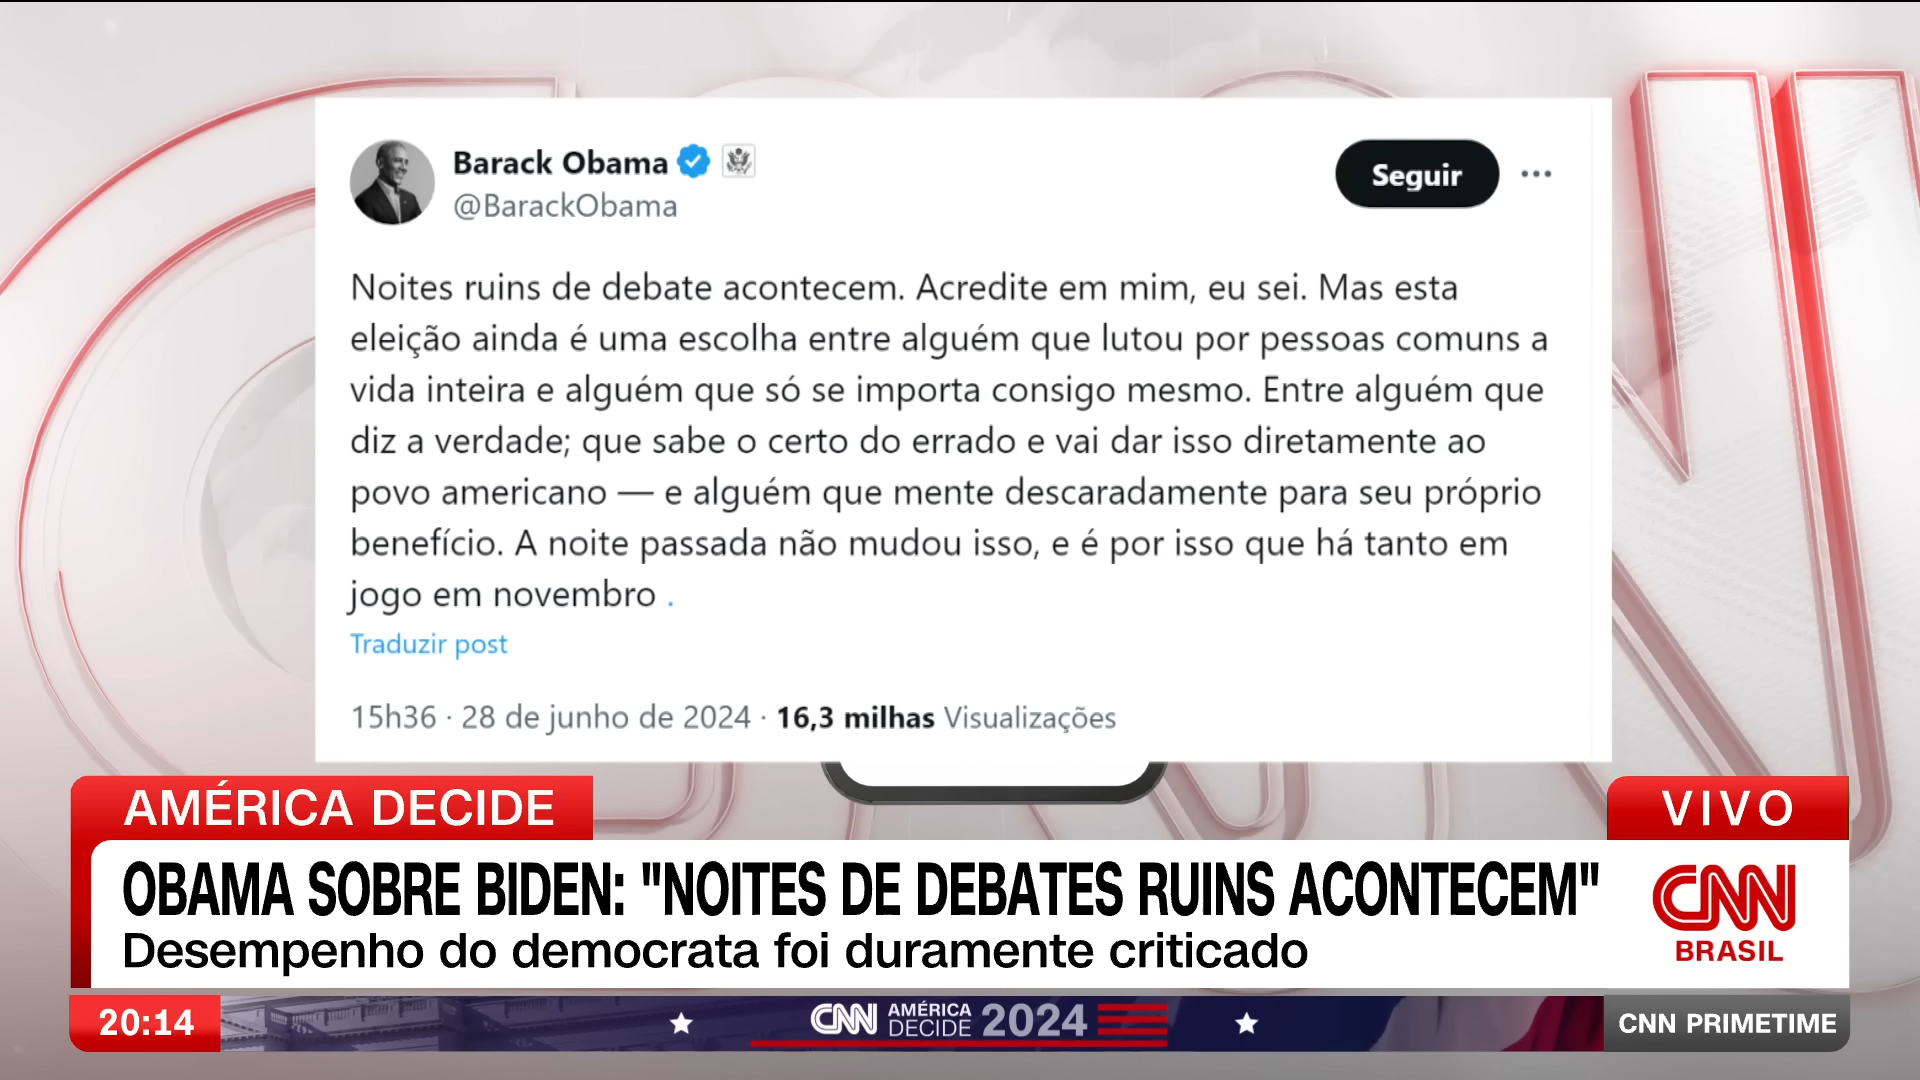 Barack Obama
@BarackObama
Seguir
Noites ruins de debate acontecem. Acredite em mim, eu sei. Mas esta
eleição ainda é uma escolha entre alguém que lutou por pessoas comuns a
vida inteira e alguém que só se importa consigo mesmo. Entre alguém que
diz a verdade; que sabe o certo do errado e vai dar isso diretamente ao
povo americano — e alguém que mente descaradamente para seu próprio
benefício. A noite passada não mudou isso, e é por isso que há tanto em
jogo em novembro .
Traduzir post
15h36 · 28 de junho de 2024 · 16,3 milhas Visualizações
AMÉRICA DECIDE
VIVO
OBAMA SOBRE BIDEN: "NOITES DE DEBATES RUINS ACONTECEM"
Desempenho do democrata foi duramente criticado
CNN
BRASIL
20:14
CNN AMÉRICA DECIDE 2024
CNN PRIMETIME